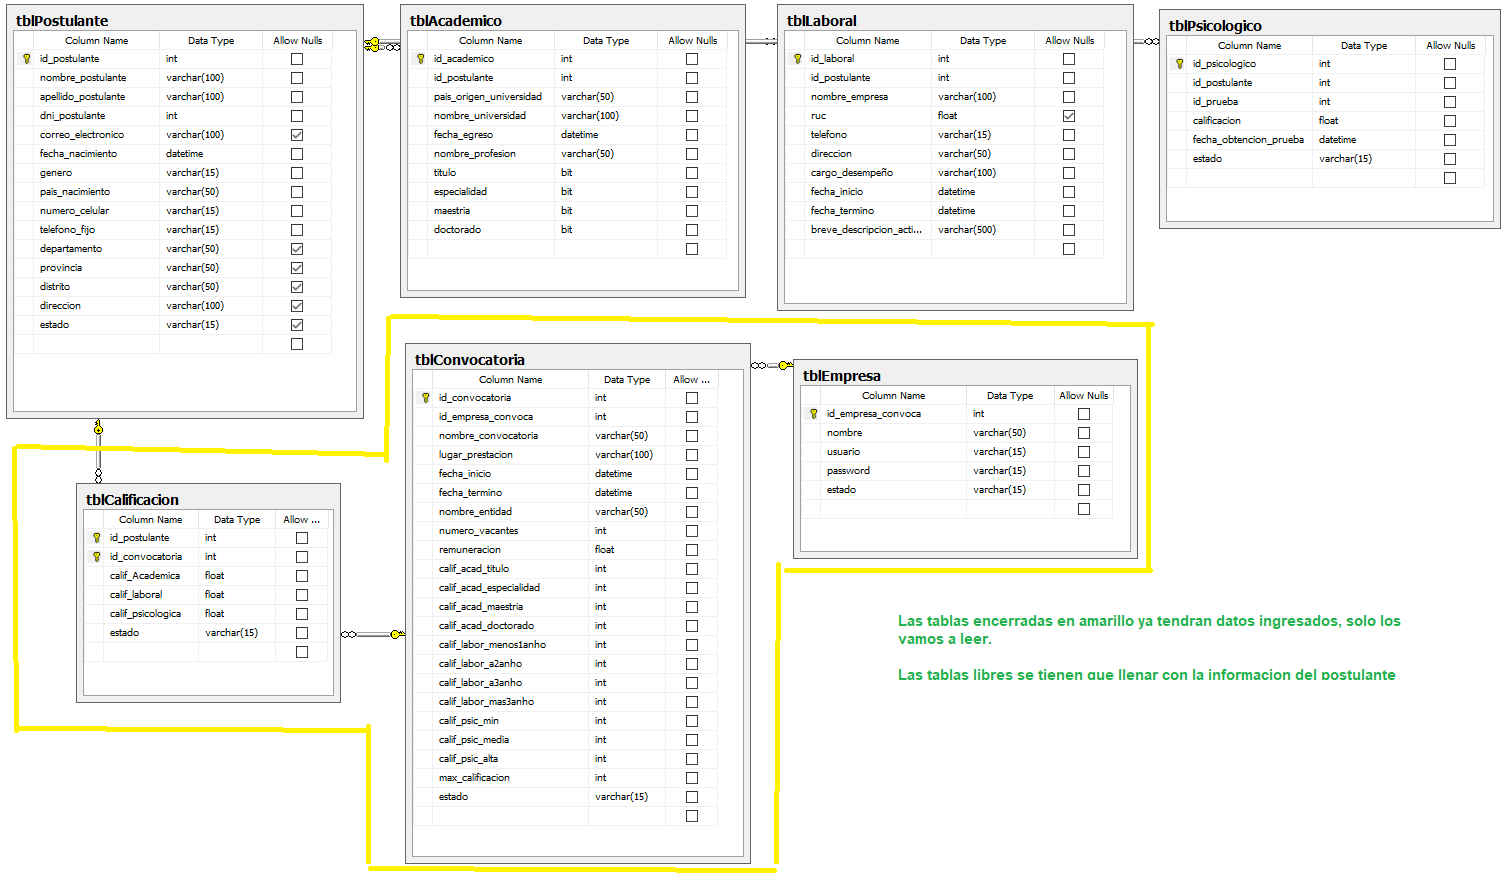 tblPostulante
Column Name Data Type Allow Nulls
id_postulante int
nombre_postulante varchar(100)
apellido_postulante varchar(100)
dni_postulante int
correo_electronico varchar(100)
fecha_nacimiento datetime
genero varchar(15)
pais_nacimiento varchar(50)
numero_celular varchar(15)
telefono_fijo varchar(15)
departamento varchar(50)
provincia varchar(50)
distrito varchar(50)
direccion varchar(100)
estado varchar(15)
tblAcademico
Column Name Data Type Allow Nulls
id_academico int
id_postulante int
pais_origen_universidad varchar(50)
nombre_universidad varchar(100)
fecha_egreso datetime
nombre_profesion varchar(50)
titulo bit
especialidad bit
maestria bit
doctorado bit
tblLaboral
Column Name Data Type Allow Nulls
id_laboral int
id_postulante int
nombre_empresa varchar(100)
ruc float
telefono varchar(15)
direccion varchar(50)
cargo_desempeño varchar(100)
fecha_inicio datetime
fecha_termino datetime
breve_descripcion_acti... varchar(500)
tblPsicologico
Column Name Data Type Allow Nulls
id_psicologico int
id_postulante int
id_prueba int
calificacion float
fecha_obtencion_prueba datetime
estado varchar(15)
tblConvocatoria
Column Name Data Type Allow ...
id_convocatoria int
id_empresa_convoca int
nombre_convocatoria varchar(50)
lugar_prestacion varchar(100)
fecha_inicio datetime
fecha_termino datetime
nombre_entidad varchar(50)
numero_vacantes int
remuneracion float
calif_acad_titulo int
calif_acad_especialidad int
calif_acad_maestria int
calif_acad_doctorado int
calif_labor_menos1anho int
calif_labor_a2anho int
calif_labor_a3anho int
calif_labor_mas3anho int
calif_psic_min int
calif_psic_media int
calif_psic_alta int
max_calificacion int
estado varchar(15)
tblEmpresa
Column Name Data Type Allow Nulls
id_empresa_convoca int
nombre varchar(50)
usuario varchar(15)
password varchar(15)
estado varchar(15)
tblCalificacion
Column Name Data Type Allow ...
id_postulante int
id_convocatoria int
calif_Academica float
calif_laboral float
calif_psicologica float
estado varchar(15)
Las tablas encerradas en amarillo ya tendran datos ingresados, solo los
vamos a leer.
Las tablas libres se tienen que llenar con la informacion del postulante